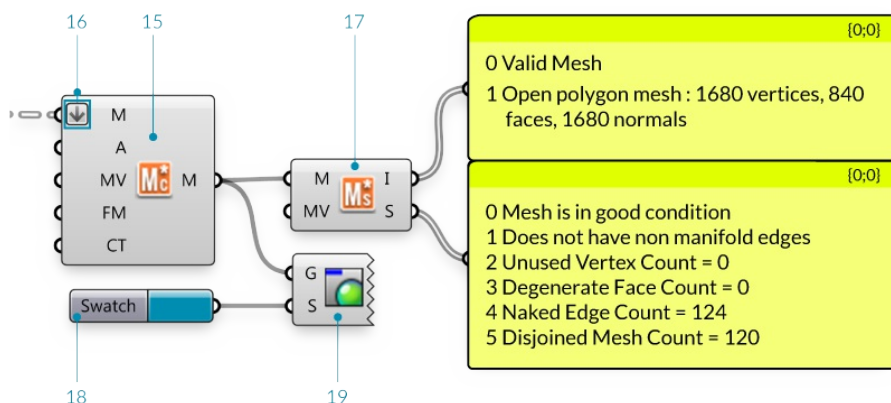 16
15
17
M
A
MV
FM
CT
Mc
M
M
MV
Ms
I
S
G
S
Swatch
18
19
{0;0}
0 Valid Mesh
1 Open polygon mesh : 1680 vertices, 840
faces, 1680 normals
{0;0}
0 Mesh is in good condition
1 Does not have non manifold edges
2 Unused Vertex Count = 0
3 Degenerate Face Count = 0
4 Naked Edge Count = 124
5 Disjoined Mesh Count = 120